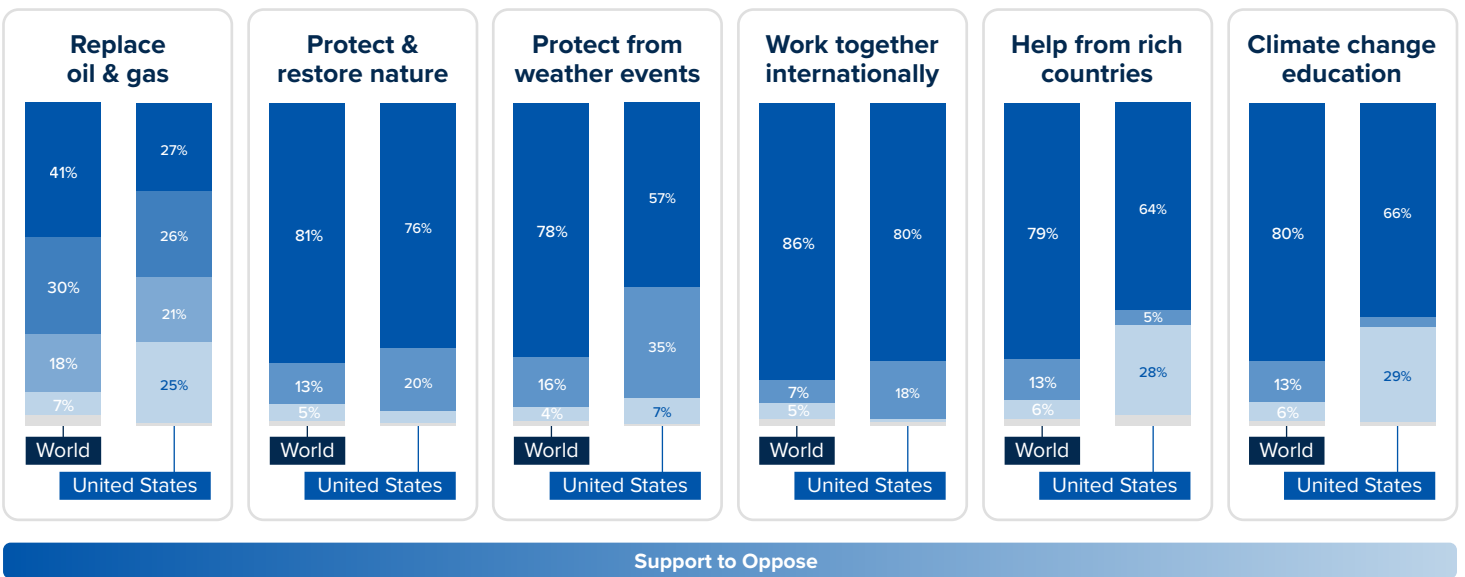 Replace
oil & gas
41%
30%
18%
7%
27%
26%
21%
25%
World
United States
Protect &
restore nature
81%
13%
5%
76%
20%
World
United States
Protect from
weather events
78%
16%
4%
57%
35%
7%
World
United States
Work together
internationally
86%
7%
5%
80%
18%
World
United States
Help from rich
countries
79%
13%
6%
64%
5%
28%
World
United States
Climate change
education
80%
13%
6%
66%
29%
World
United States
Support to Oppose